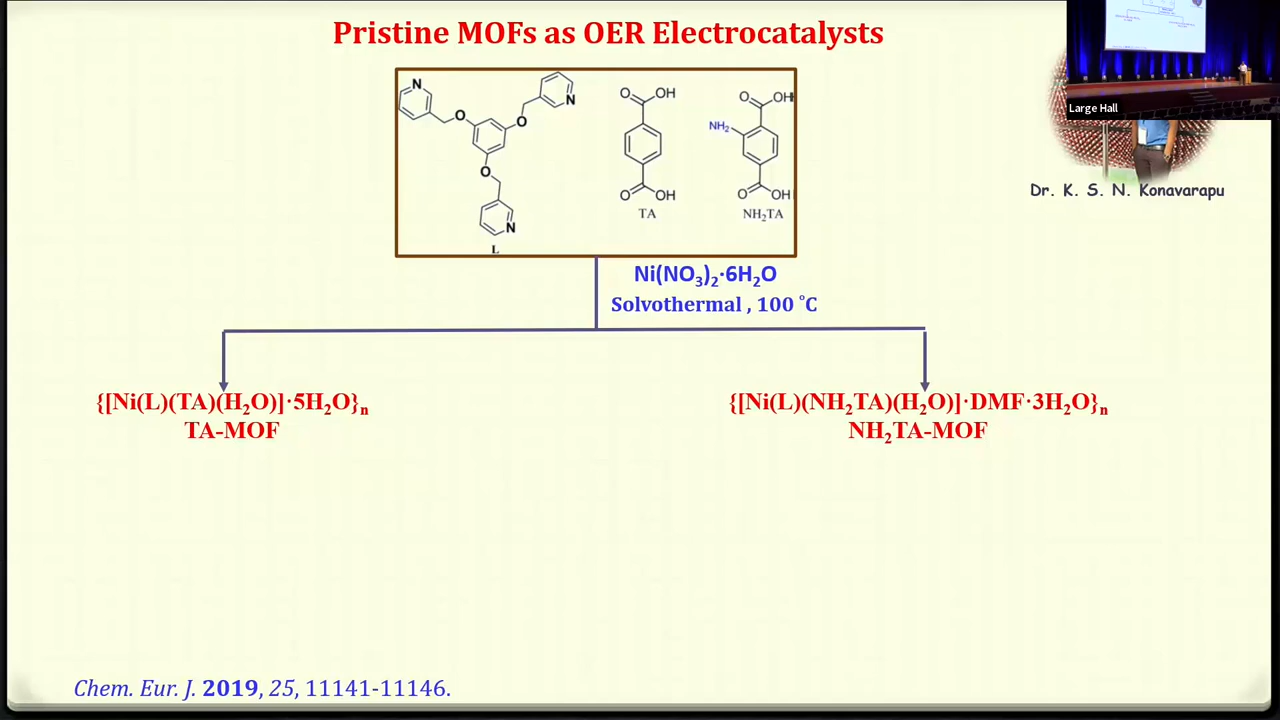 Pristine MOFs as OER Electrocatalysts
Large Hall
N
N
O
O
O
N
L
O
OH
O
OH
TA
O
OH
NH₂
O
OH
NH₂TA
Dr. K. S. N. Konavarapu
Ni(NO₃)₂·6H₂O
Solvothermal , 100 °C
{[Ni(L)(TA)(H₂O)]·5H₂O}ₙ
TA-MOF
{[Ni(L)(NH₂TA)(H₂O)]·DMF·3H₂O}ₙ
NH₂TA-MOF
Chem. Eur. J. 2019, 25, 11141-11146.